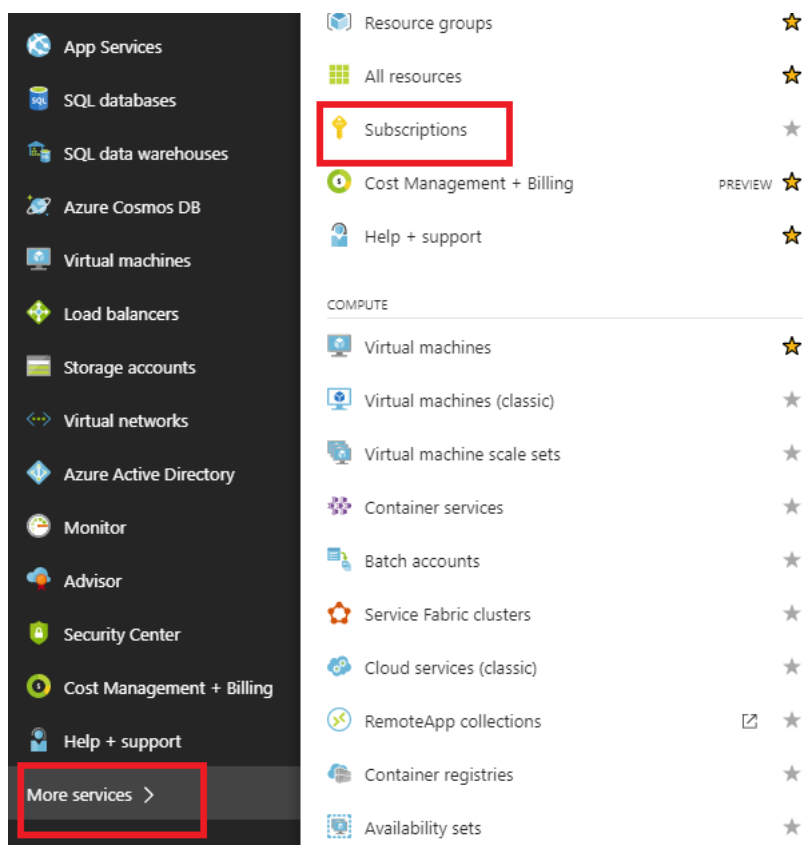 App Services
SQL databases
SQL data warehouses
Azure Cosmos DB
Virtual machines
Load balancers
Storage accounts
Virtual networks
Azure Active Directory
Monitor
Advisor
Security Center
Cost Management + Billing
Help + support
More services
Resource groups
All resources
Subscriptions
Cost Management + Billing PREVIEW
Help + support
COMPUTE
Virtual machines
Virtual machines (classic)
Virtual machine scale sets
Container services
Batch accounts
Service Fabric clusters
Cloud services (classic)
RemoteApp collections
Container registries
Availability sets